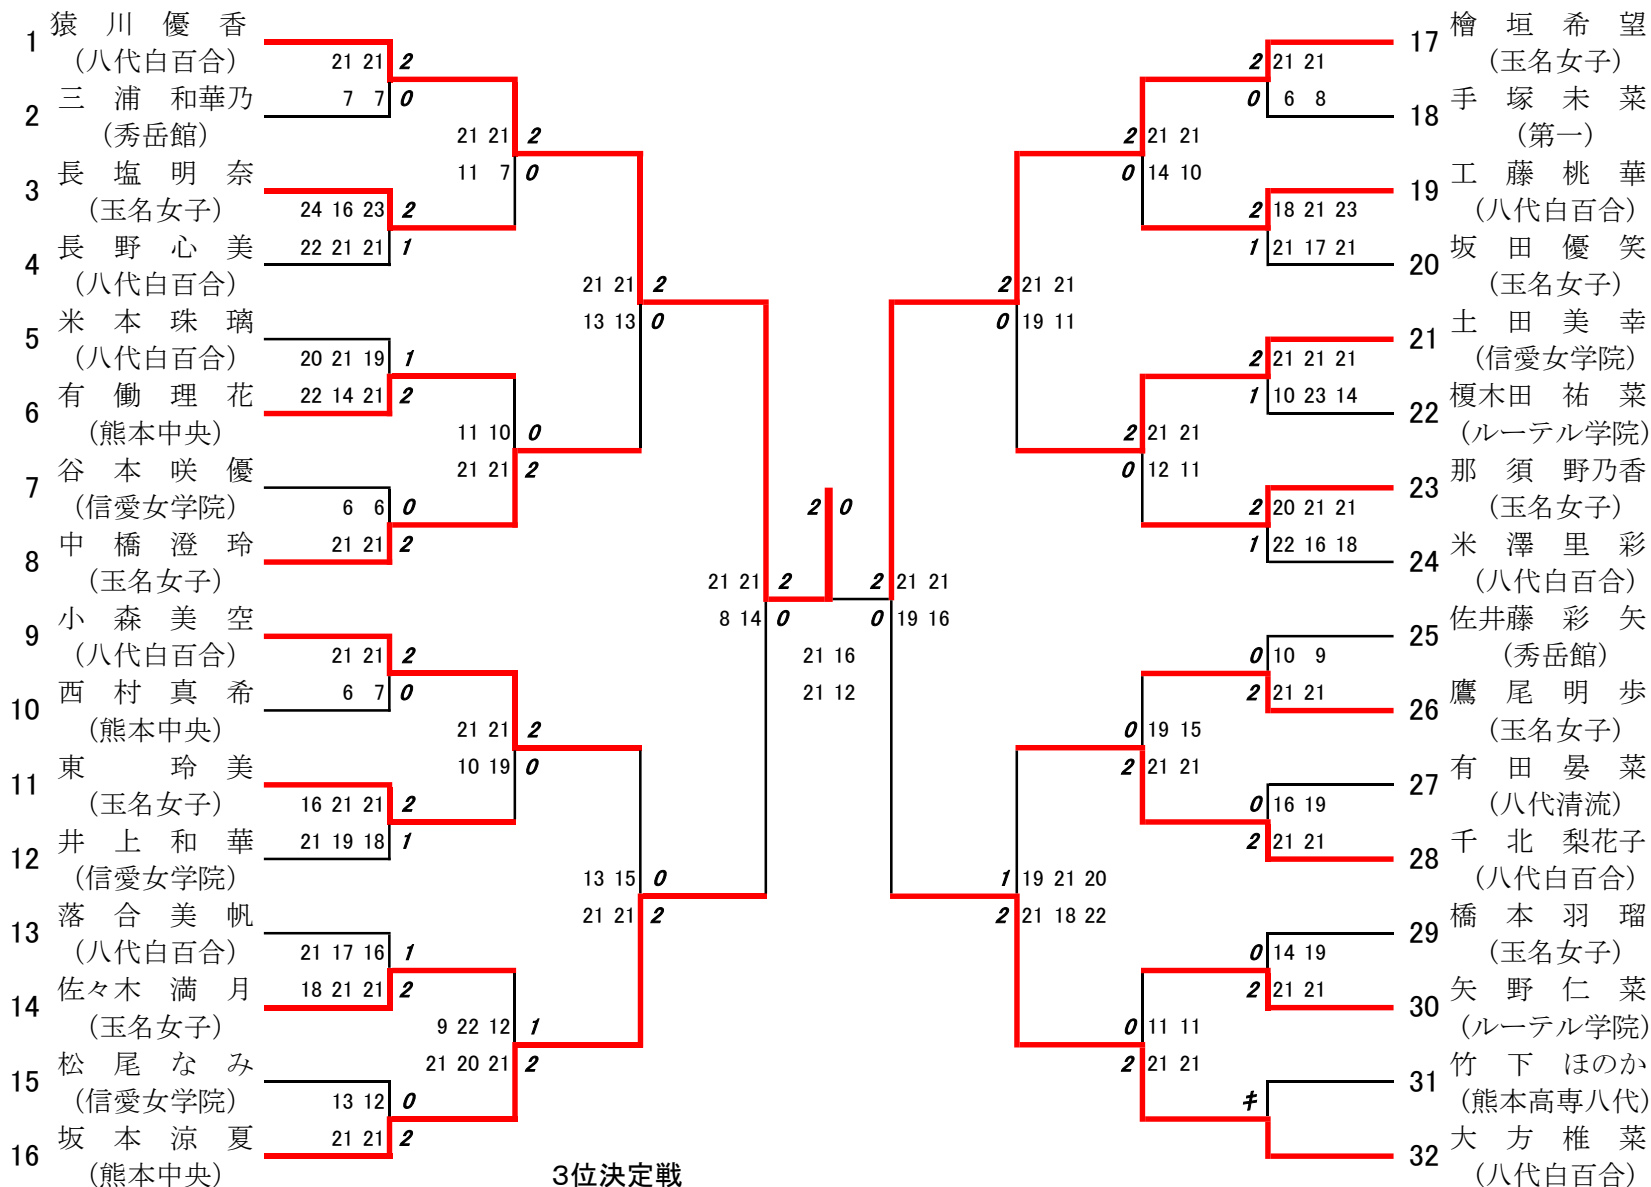 1 猿川優香
(八代白百合)
21 21 2
7 7 0
2 三浦和華乃
(秀岳館)
21 21 2
11 7 0
3 長塩明奈
(玉名女子)
24 16 23 2
22 21 21 1
4 長野心美
(八代白百合)
21 21 2
13 13 0
5 米本珠璃
(八代白百合)
20 21 19 1
22 14 21 2
6 有働理花
(熊本中央)
11 10 0
21 21 2
7 谷本咲優
(信愛女学院)
6 6 0
21 21 2
8 中橋澄玲
(玉名女子)
21 21 2
8 14 0
9 小森美空
(八代白百合)
21 21 2
6 7 0
10 西村真希
(熊本中央)
21 21 2
10 19 0
11 東玲美
(玉名女子)
16 21 21 2
21 19 18 1
12 井上和華
(信愛女学院)
13 15 0
21 21 2
13 落合美帆
(八代白百合)
21 17 16 1
18 21 21 2
14 佐々木満月
(玉名女子)
9 22 12 1
21 20 21 2
15 松尾なみ
(信愛女学院)
13 12 0
21 21 2
16 坂本涼夏
(熊本中央)
2 0
21 16
21 12
3位決定戦
17 檜垣希望
(玉名女子)
2 21 21
0 6 8
18 手塚未菜
(第一)
2 21 21
0 14 10
19 工藤桃華
(八代白百合)
2 18 21 23
1 21 17 21
20 坂田優笑
(玉名女子)
2 21 21
0 19 11
21 土田美幸
(信愛女学院)
2 21 21 21
1 10 23 14
22 榎木田祐菜
(ルーテル学院)
2 21 21
0 12 11
23 那須野乃香
(玉名女子)
2 20 21 21
1 22 16 18
24 米澤里彩
(八代白百合)
2 21 21
0 19 16
25 佐井藤彩矢
(秀岳館)
0 10 9
2 21 21
26 鷹尾明歩
(玉名女子)
0 19 15
2 21 21
27 有田晏菜
(八代清流)
0 16 19
2 21 21
28 千北梨花子
(八代白百合)
1 19 21 20
2 21 18 22
29 橋本羽瑠
(玉名女子)
0 14 19
2 21 21
30 矢野仁菜
(ルーテル学院)
0 11 11
2 21 21
31 竹下ほのか
(熊本高専八代)
キ
32 大方椎菜
(八代白百合)